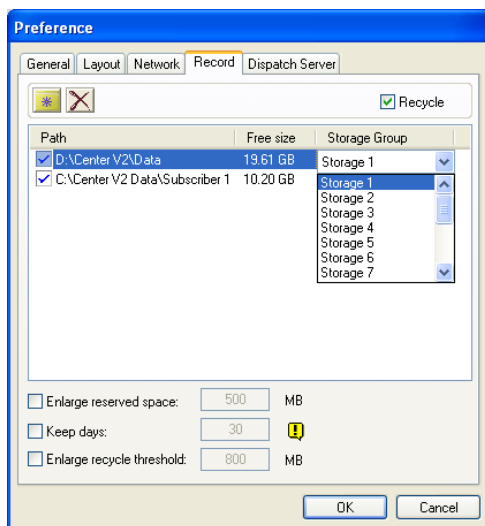 Preference
General Layout Network Record Dispatch Server
Recycle
Path Free size Storage Group
D:\Center V2\Data 19.61 GB Storage 1
C:\Center V2 Data\Subscriber 1 10.20 GB
Storage 1
Storage 2
Storage 3
Storage 4
Storage 5
Storage 6
Storage 7
Enlarge reserved space: 500 MB
Keep days: 30
Enlarge recycle threshold: 800 MB
OK Cancel